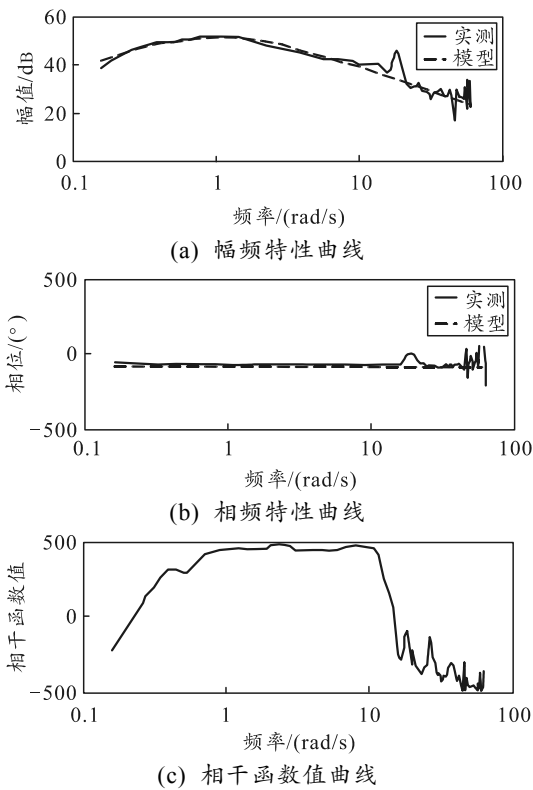 60
40
20
0
幅值/dB
实测
模型
0.1 1 10 100
频率/(rad/s)
(a) 幅频特性曲线
500
0
−500
相位/(°)
实测
模型
0.1 1 10 100
频率/(rad/s)
(b) 相频特性曲线
500
0
−500
相干函数值
0.1 1 10 100
频率/(rad/s)
(c) 相干函数值曲线